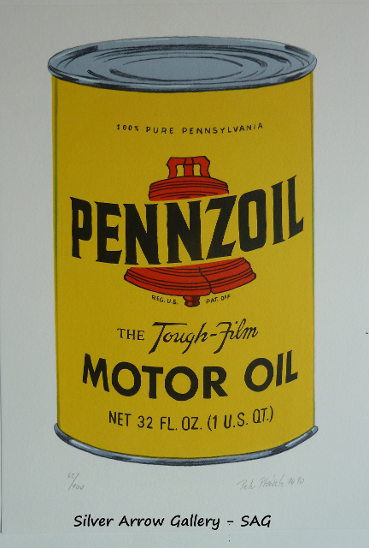 100% PURE PENNSYLVANIA
PENNZOIL
REG. U.S. PAT. OFF
THE Tough-Film
MOTOR OIL
NET 32 FL. OZ. (1 U.S. QT.)
/100
Silver Arrow Gallery - SAG